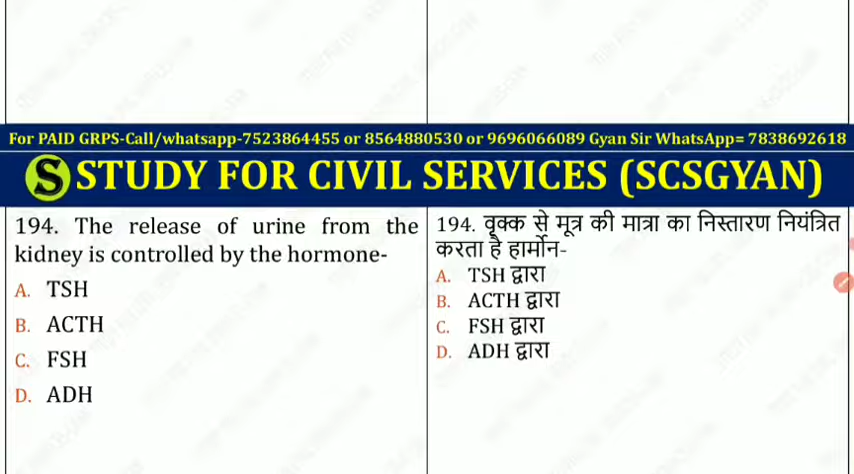 For PAID GRPS-Call/whatsapp-7523864455 or 8564880530 or 9696066089 Gyan Sir WhatsApp= 7838692618
S STUDY FOR CIVIL SERVICES (SCSGYAN)
194. The release of urine from the
kidney is controlled by the hormone-
A. TSH
B. ACTH
C. FSH
D. ADH
194. वृक्क से मूत्र की मात्रा का निस्तारण नियंत्रित
करता है हार्मोन-
A. TSH द्वारा
B. ACTH द्वारा
C. FSH द्वारा
D. ADH द्वारा